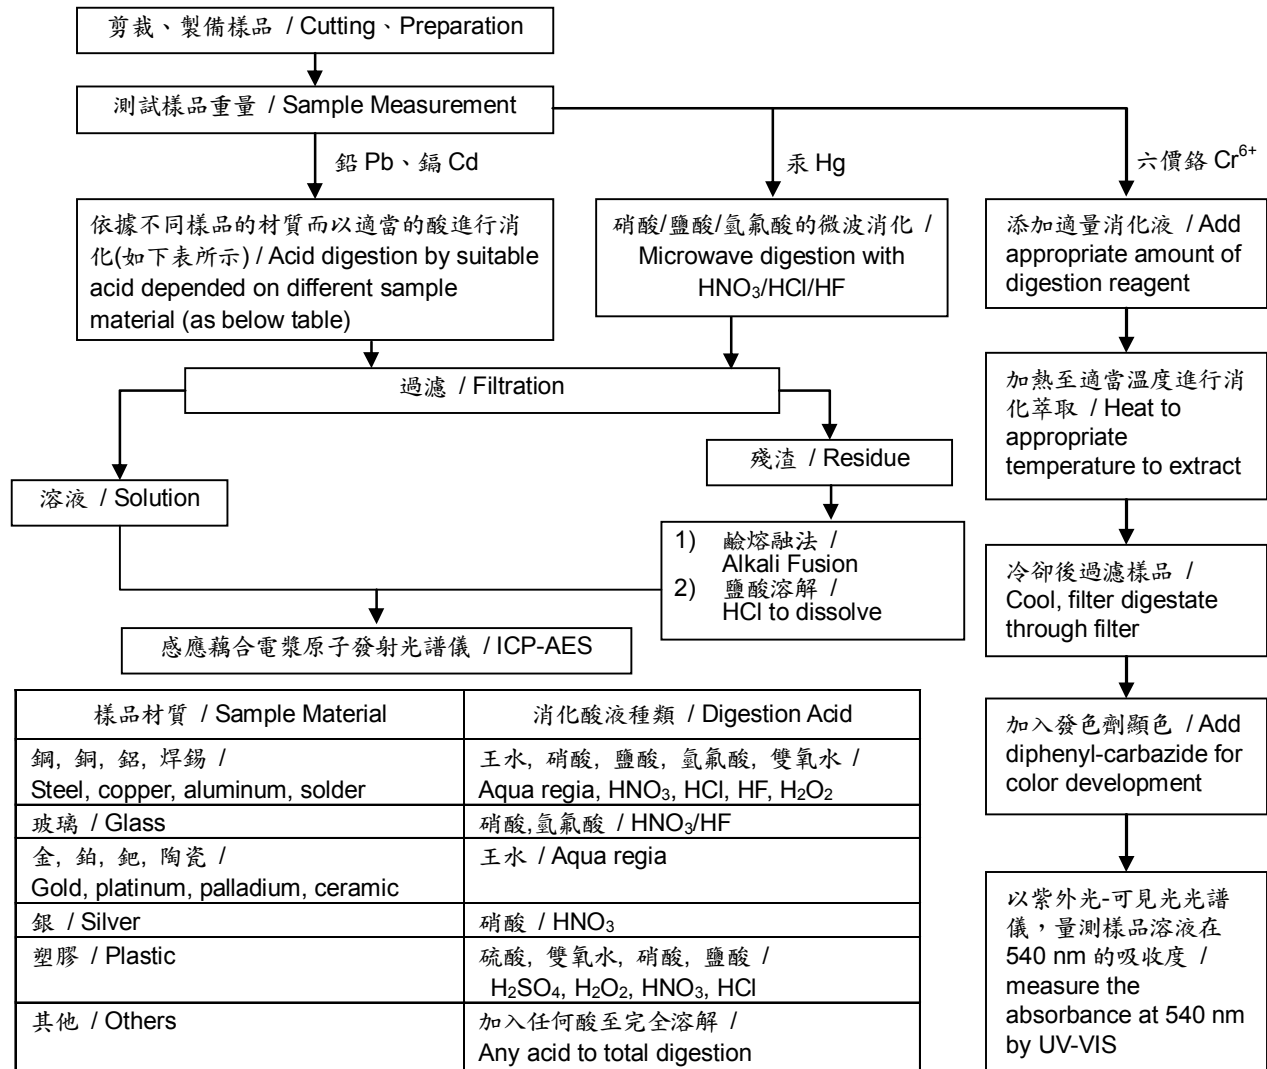 剪裁、製備樣品 / Cutting、Preparation
測試樣品重量 / Sample Measurement
鉛 Pb、鎘 Cd
汞 Hg
六價鉻 Cr6+
依據不同樣品的材質而以適當的酸進行消
化(如下表所示) / Acid digestion by suitable
acid depended on different sample
material (as below table)
硝酸/鹽酸/氫氟酸的微波消化 /
Microwave digestion with
HNO3/HCl/HF
添加適量消化液 / Add
appropriate amount of
digestion reagent
過濾 / Filtration
加熱至適當溫度進行消
化萃取 / Heat to
appropriate
temperature to extract
溶液 / Solution
殘渣 / Residue
1) 鹼熔融法 /
Alkali Fusion
2) 鹽酸溶解 /
HCl to dissolve
冷卻後過濾樣品 /
Cool, filter digestate
through filter
感應藕合電漿原子發射光譜儀 / ICP-AES
加入發色劑顯色 / Add
diphenyl-carbazide for
color development
以紫外光-可見光光譜
儀，量測樣品溶液在
540 nm 的吸收度 /
measure the
absorbance at 540 nm
by UV-VIS
樣品材質 / Sample Material
消化酸液種類 / Digestion Acid
鋼, 銅, 鋁, 焊錫 /
Steel, copper, aluminum, solder
王水, 硝酸, 鹽酸, 氫氟酸, 雙氧水 /
Aqua regia, HNO3, HCl, HF, H2O2
玻璃 / Glass
硝酸,氫氟酸 / HNO3/HF
金, 鉑, 鈀, 陶瓷 /
Gold, platinum, palladium, ceramic
王水 / Aqua regia
銀 / Silver
硝酸 / HNO3
塑膠 / Plastic
硫酸, 雙氧水, 硝酸, 鹽酸 /
H2SO4, H2O2, HNO3, HCl
其他 / Others
加入任何酸至完全溶解 /
Any acid to total digestion